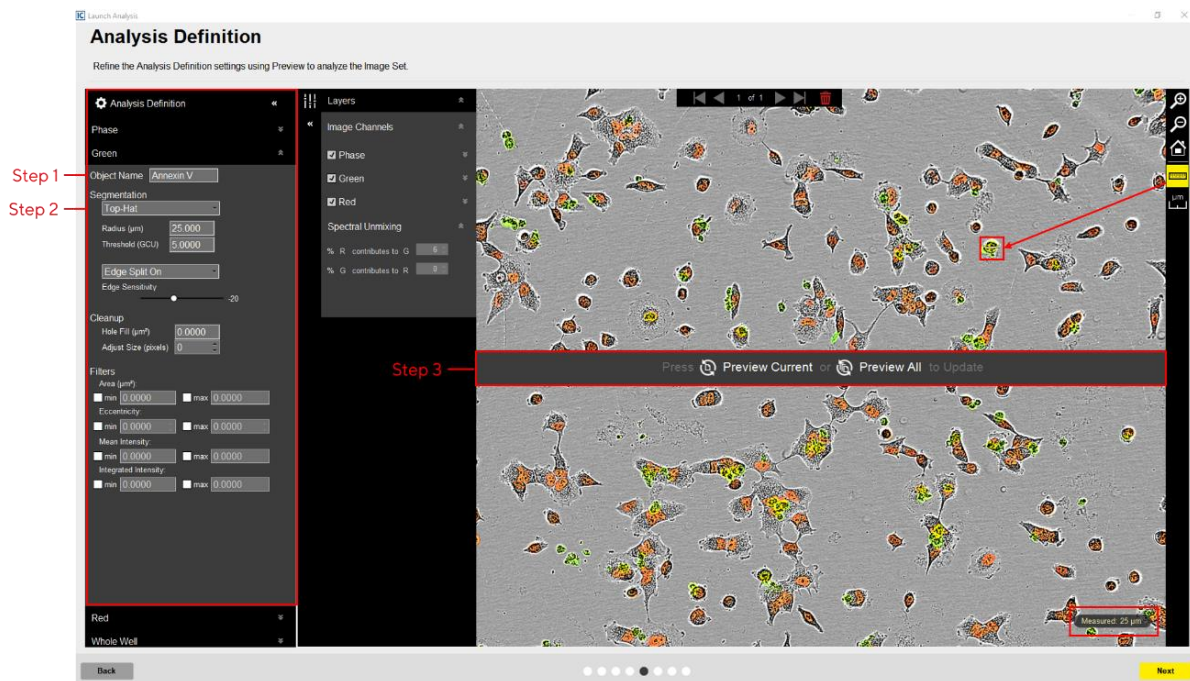 Launch Analysis
Analysis Definition
Refine the Analysis Definition settings using Preview to analyze the Image Set.
Analysis Definition
Phase
Green
Step 1
Object Name Annexin V
Segmentation
Step 2
Top-Hat
Radius (µm) 25.000
Threshold (GCU) 5.0000
Edge Split On
Edge Sensitivity
-20
Cleanup
Hole Fill (µm²) 0.0000
Adjust Size (pixels) 0
Filters
Area (µm²)
min 0.0000 max 0.0000
Eccentricity:
min 0.0000 max 0.0000
Mean Intensity:
min 0.0000 max 0.0000
Integrated Intensity:
min 0.0000 max 0.0000
Red
Whole Well
Layers
Image Channels
Phase
Green
Red
Spectral Unmixing
% R contributes to G 6
% G contributes to R 0
1 of 1
µm
Step 3
Press Preview Current or Preview All to Update
Measured: 25 µm
Back
Next